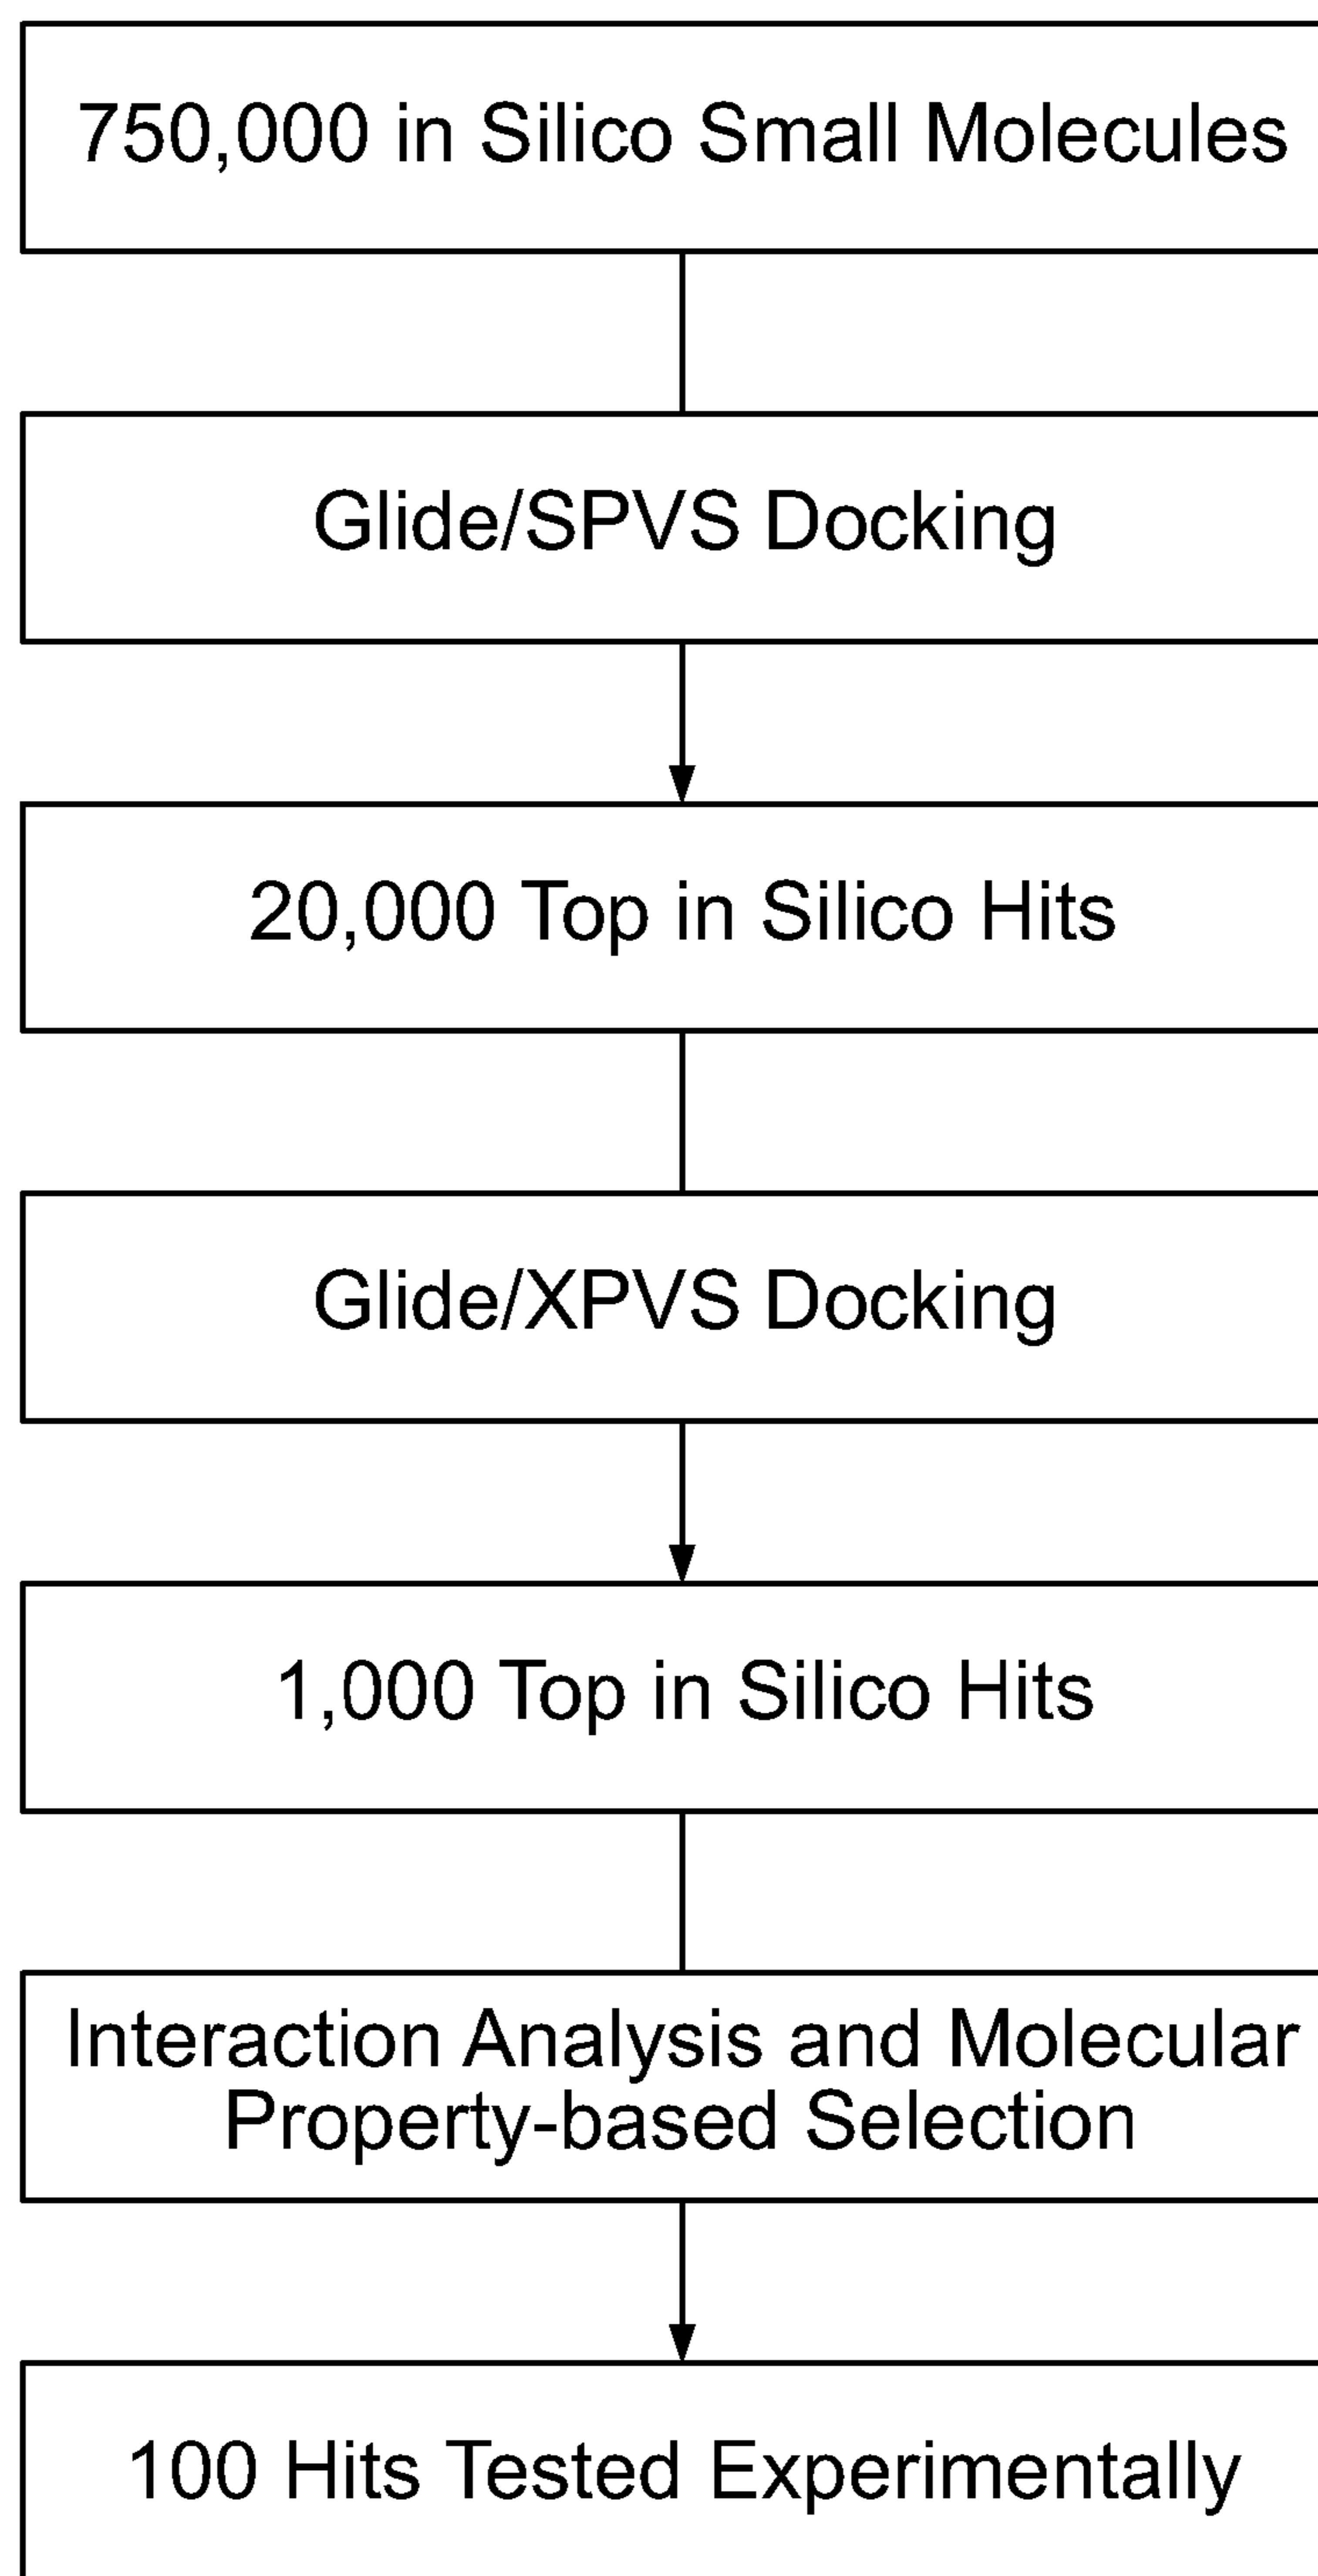 750,000 in Silico Small Molecules
Glide/SPVS Docking
20,000 Top in Silico Hits
Glide/XPVS Docking
1,000 Top in Silico Hits
Interaction Analysis and Molecular
Property-based Selection
100 Hits Tested Experimentally